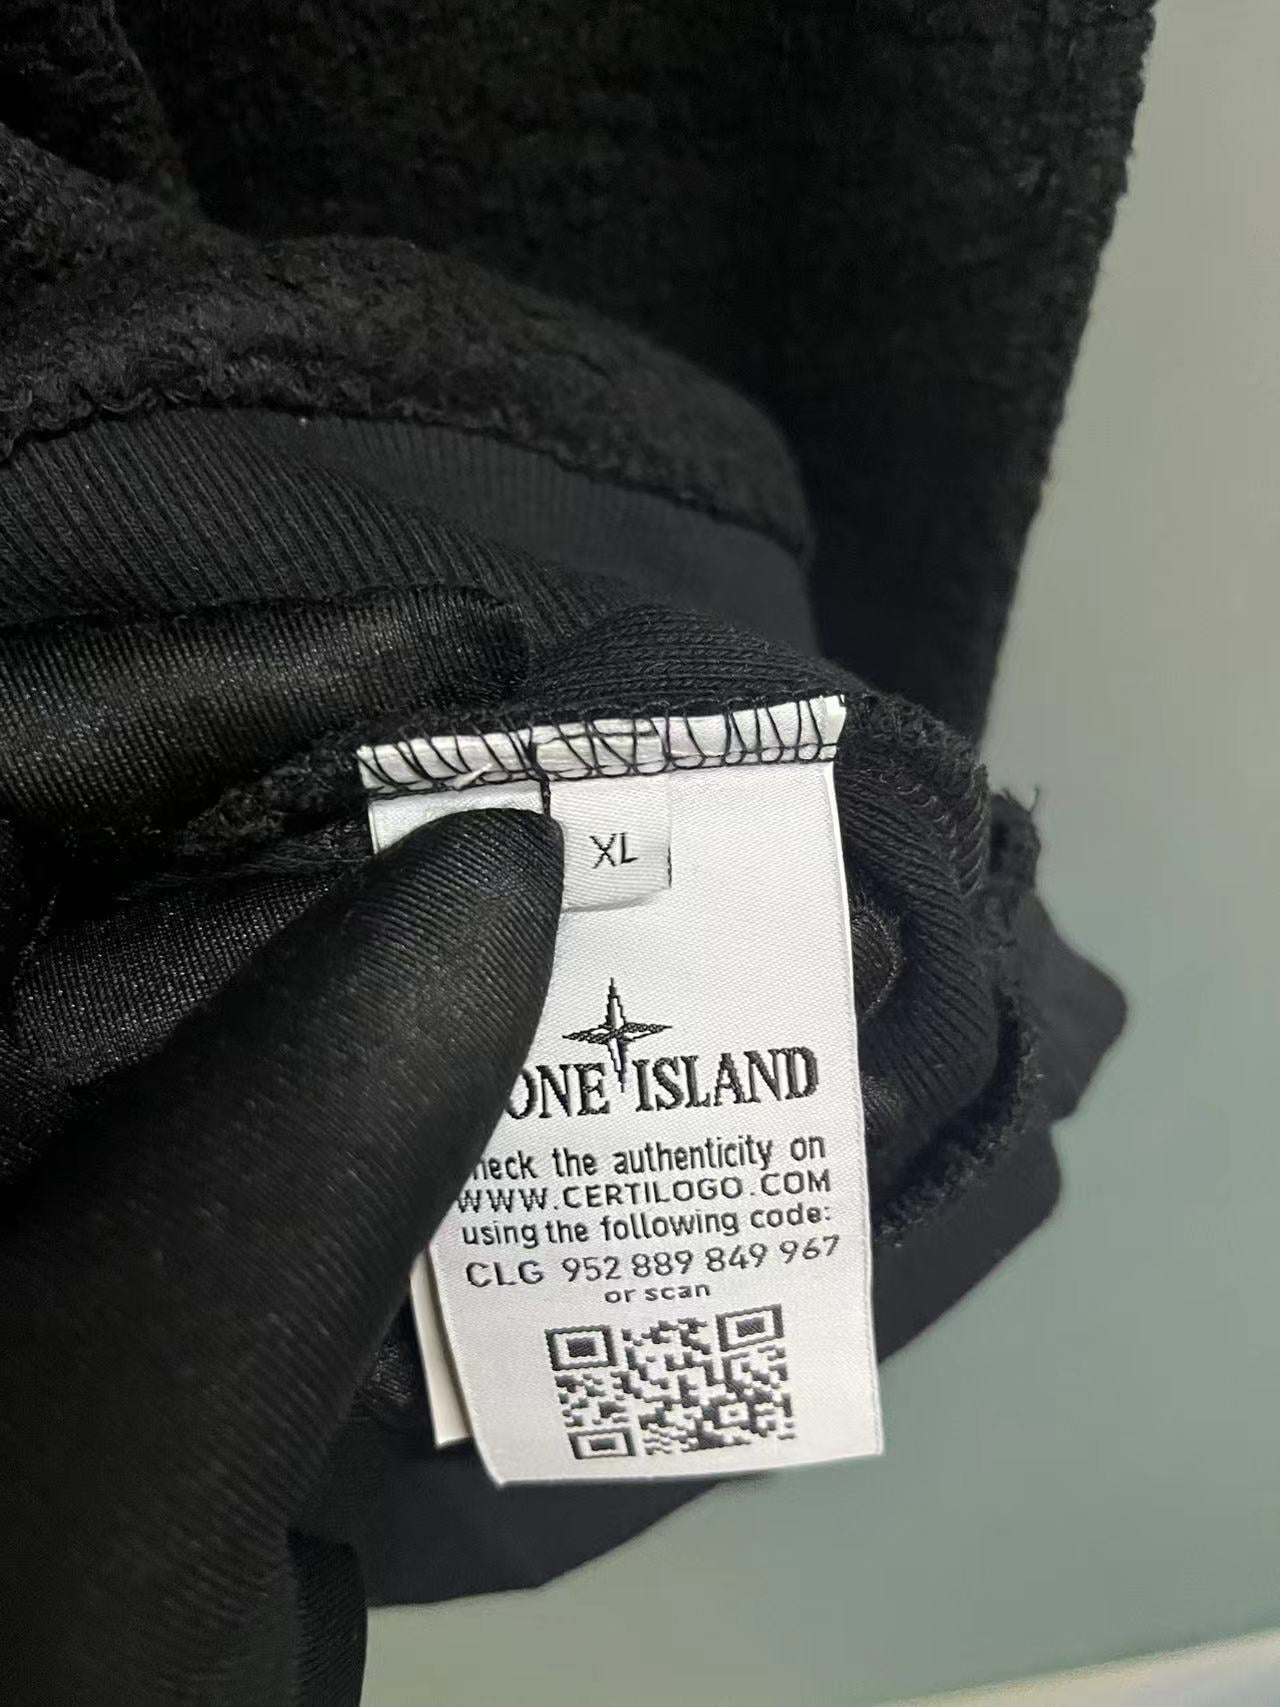 XL
ONE ISLAND
heck the authenticity on
WWW.CERTILOGO.COM
using the following code:
CLG 952 889 849 967
or scan